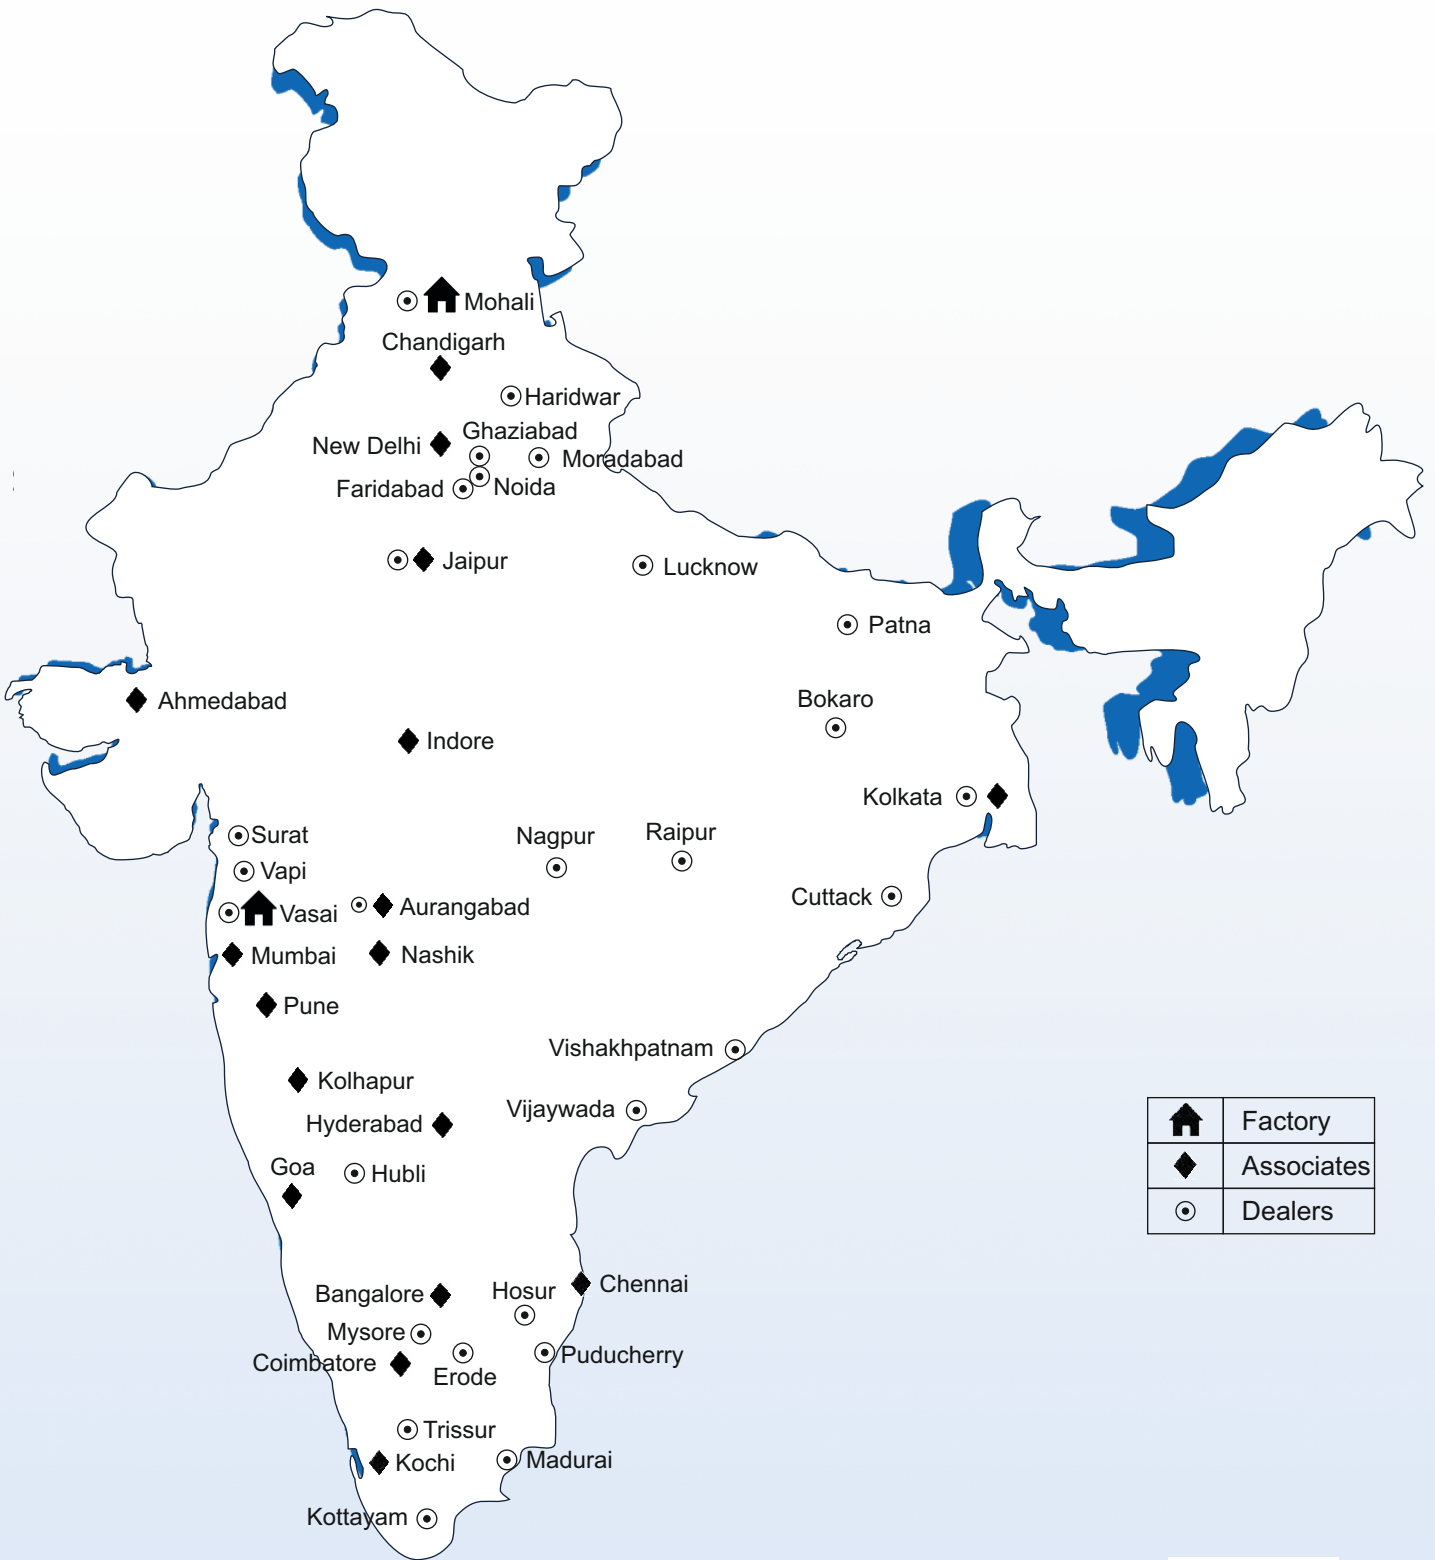 Mohali
Chandigarh
Haridwar
Ghaziabad
New Delhi
Moradabad
Faridabad
Noida
Jaipur
Lucknow
Patna
Ahmedabad
Bokaro
Indore
Kolkata
Surat
Nagpur
Raipur
Vapi
Cuttack
Vasai
Aurangabad
Mumbai
Nashik
Pune
Vishakhpatnam
Kolhapur
Vijaywada
Hyderabad
Goa
Hubli
Factory
Associates
Dealers
Chennai
Hosur
Bangalore
Mysore
Puducherry
Coimbatore
Erode
Trissur
Kochi
Madurai
Kottayam